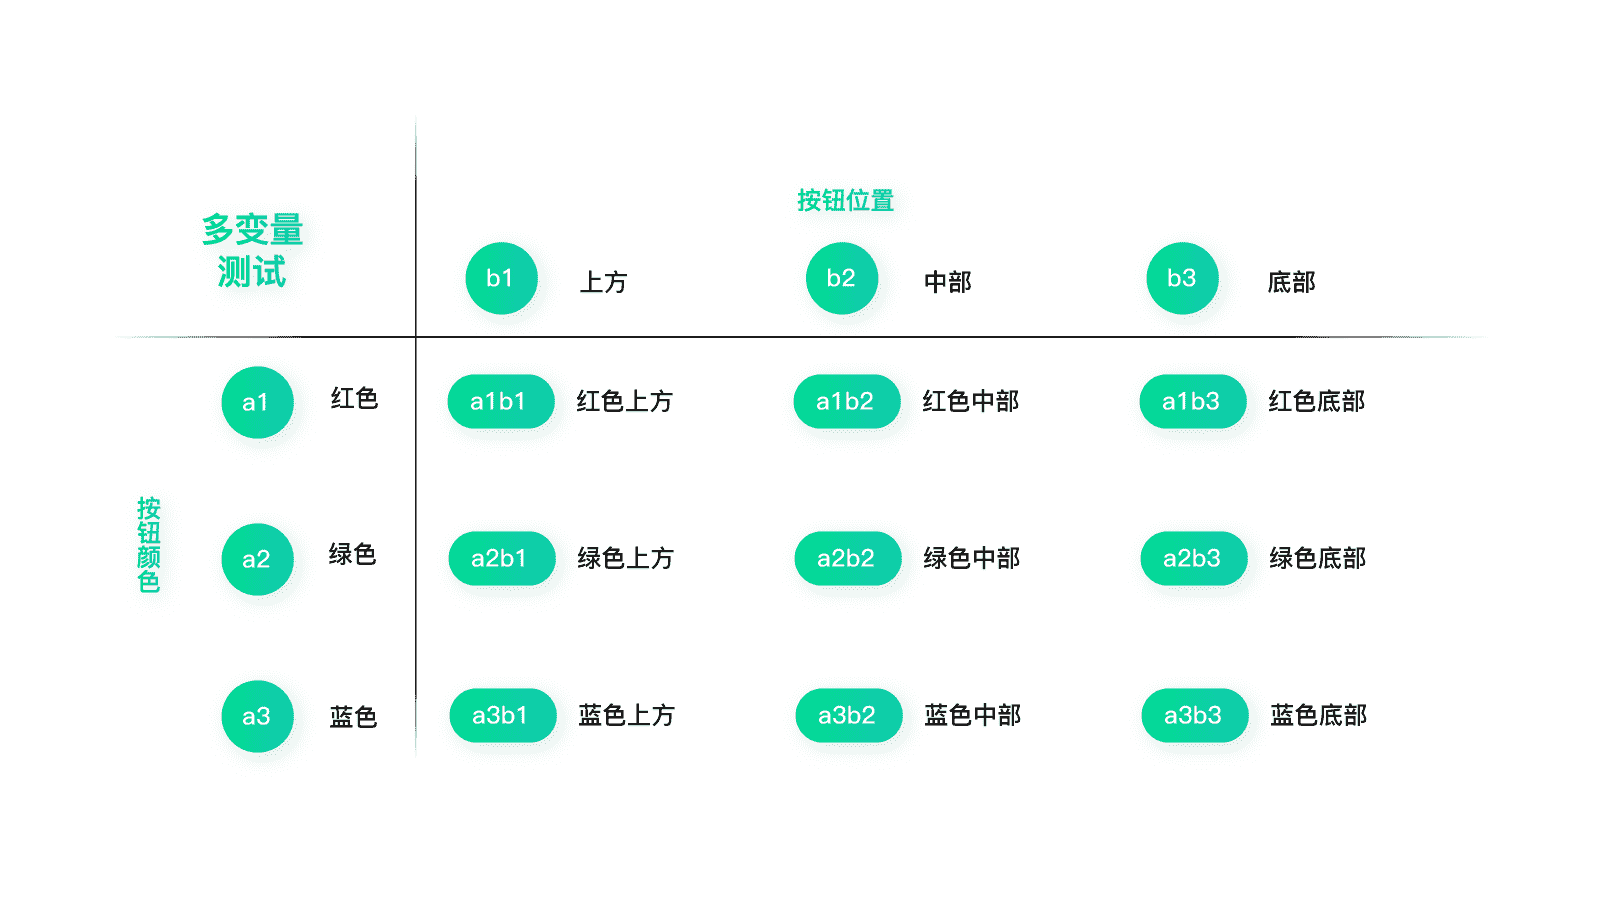 多变量
测试
按钮位置
b1 上方 b2 中部 b3 底部
按钮颜色
a1 红色 a1b1 红色上方 a1b2 红色中部 a1b3 红色底部
a2 绿色 a2b1 绿色上方 a2b2 绿色中部 a2b3 绿色底部
a3 蓝色 a3b1 蓝色上方 a3b2 蓝色中部 a3b3 蓝色底部